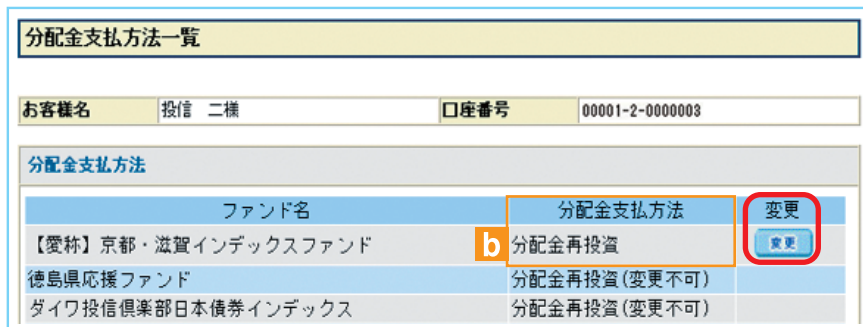 分配金支払方法一覧
お客様名 投信 二様 口座番号 00001-2-0000003
分配金支払方法
ファンド名 分配金支払方法 変更
【愛称】京都・滋賀インデックスファンド b 分配金再投資 変更
徳島県応援ファンド 分配金再投資(変更不可)
ダイワ投信倶楽部日本債券インデックス 分配金再投資(変更不可)